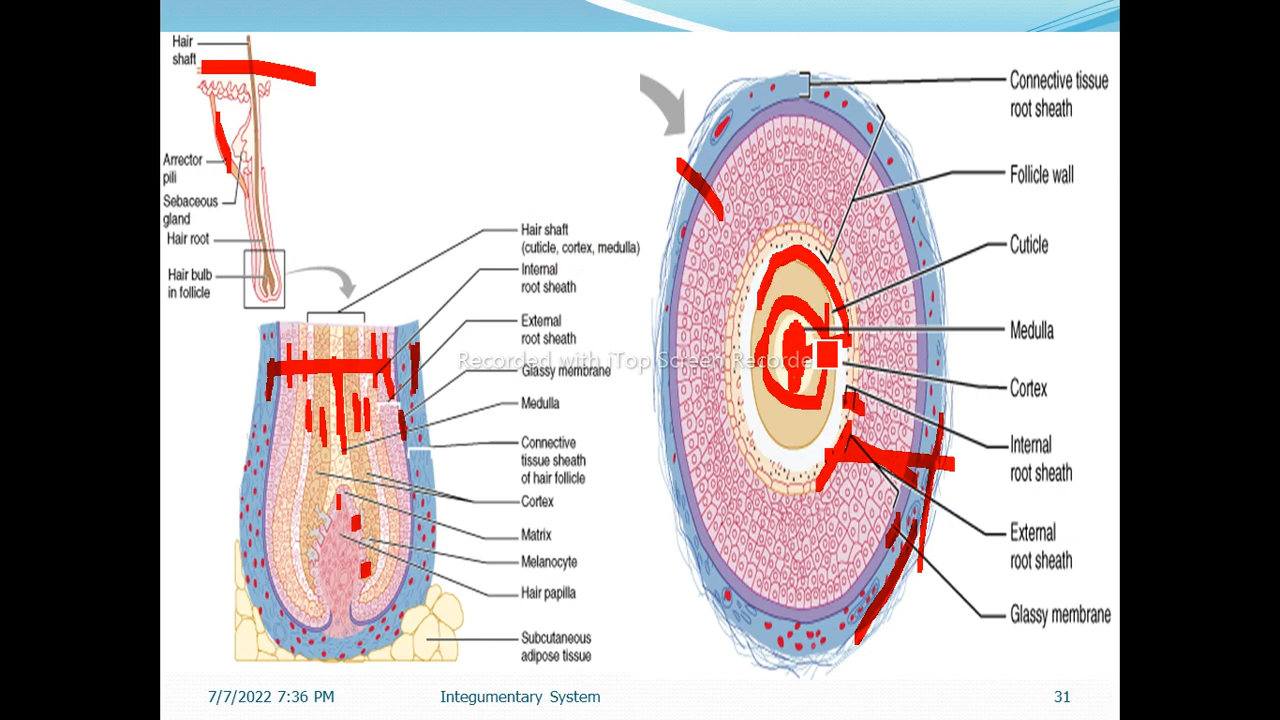 Hair
shaft
Arrector
pili
Sebaceous
gland
Hair root
Hair bulb
in follicle
Hair shaft
(cuticle, cortex, medulla)
Internal
root sheath
External
root sheath
Glassy membrane
Medulla
Connective
tissue sheath
of hair follicle
Cortex
Matrix
Melanocyte
Hair papilla
Subcutaneous
adipose tissue
Connective tissue
root sheath
Follicle wall
Cuticle
Medulla
Cortex
Internal
root sheath
External
root sheath
Glassy membrane
Recorded with iTop Screen Recorde
7/7/2022 7:36 PM
Integumentary System
31